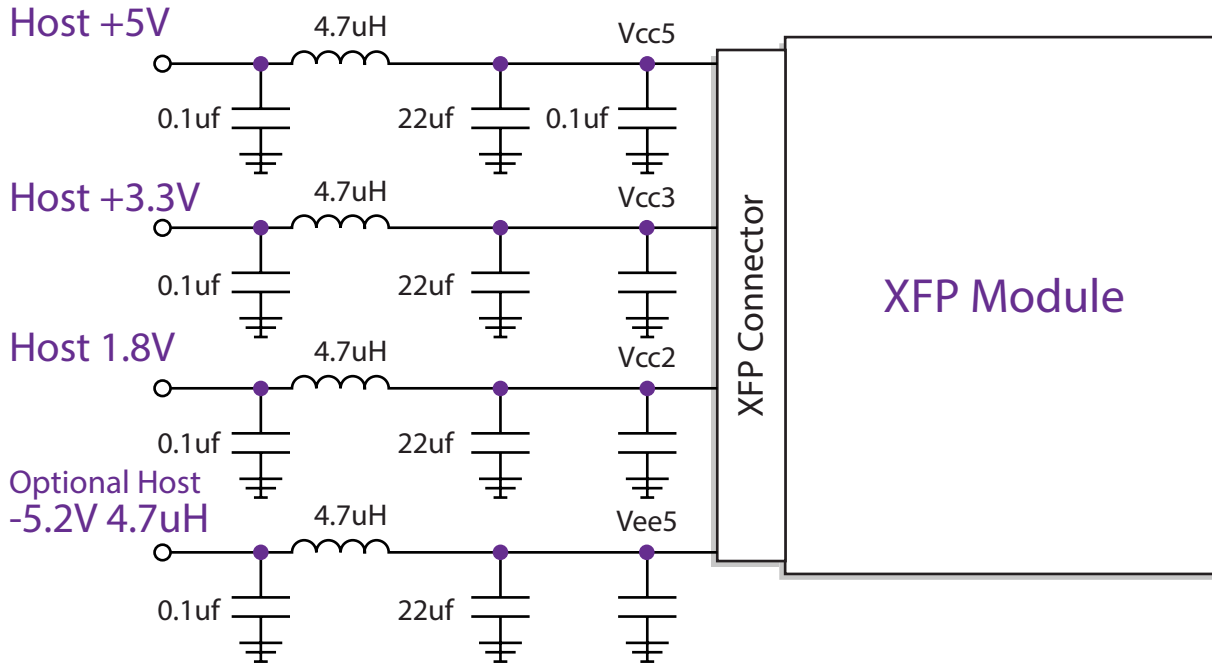 Host +5V
4.7uH
Vcc5
0.1uf
22uf
0.1uf
Host +3.3V
4.7uH
Vcc3
0.1uf
22uf
Host 1.8V
4.7uH
Vcc2
0.1uf
22uf
Optional Host
-5.2V 4.7uH
4.7uH
Vee5
0.1uf
22uf
XFP Connector
XFP Module